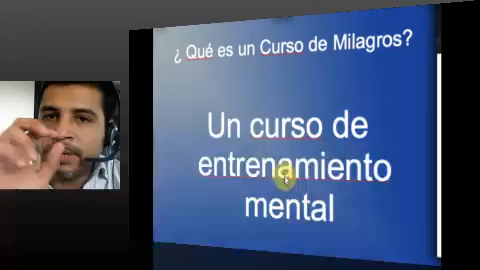 ¿ Qué es un Curso de Milagros?
Un curso de
entrenamiento
mental